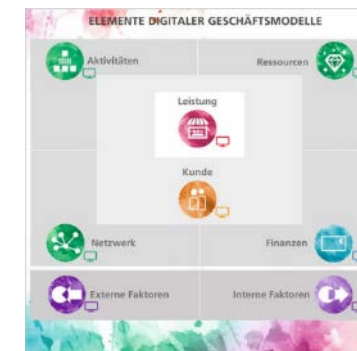 ELEMENTE DIGITALER GESCHÄFTSMODELLE
Aktivitäten
Ressourcen
Leistung
Kunde
Netzwerk
Finanzen
Externe Faktoren
Interne Faktoren